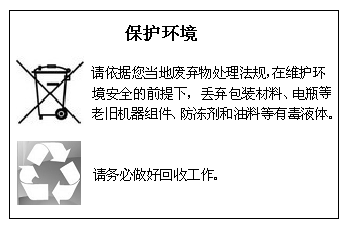 保护环境
请依据您当地废弃物处理法规,在维护环
境安全的前提下，丢弃包装材料、电瓶等
老旧机器组件、防冻剂和油料等有毒液体。
请务必做好回收工作。